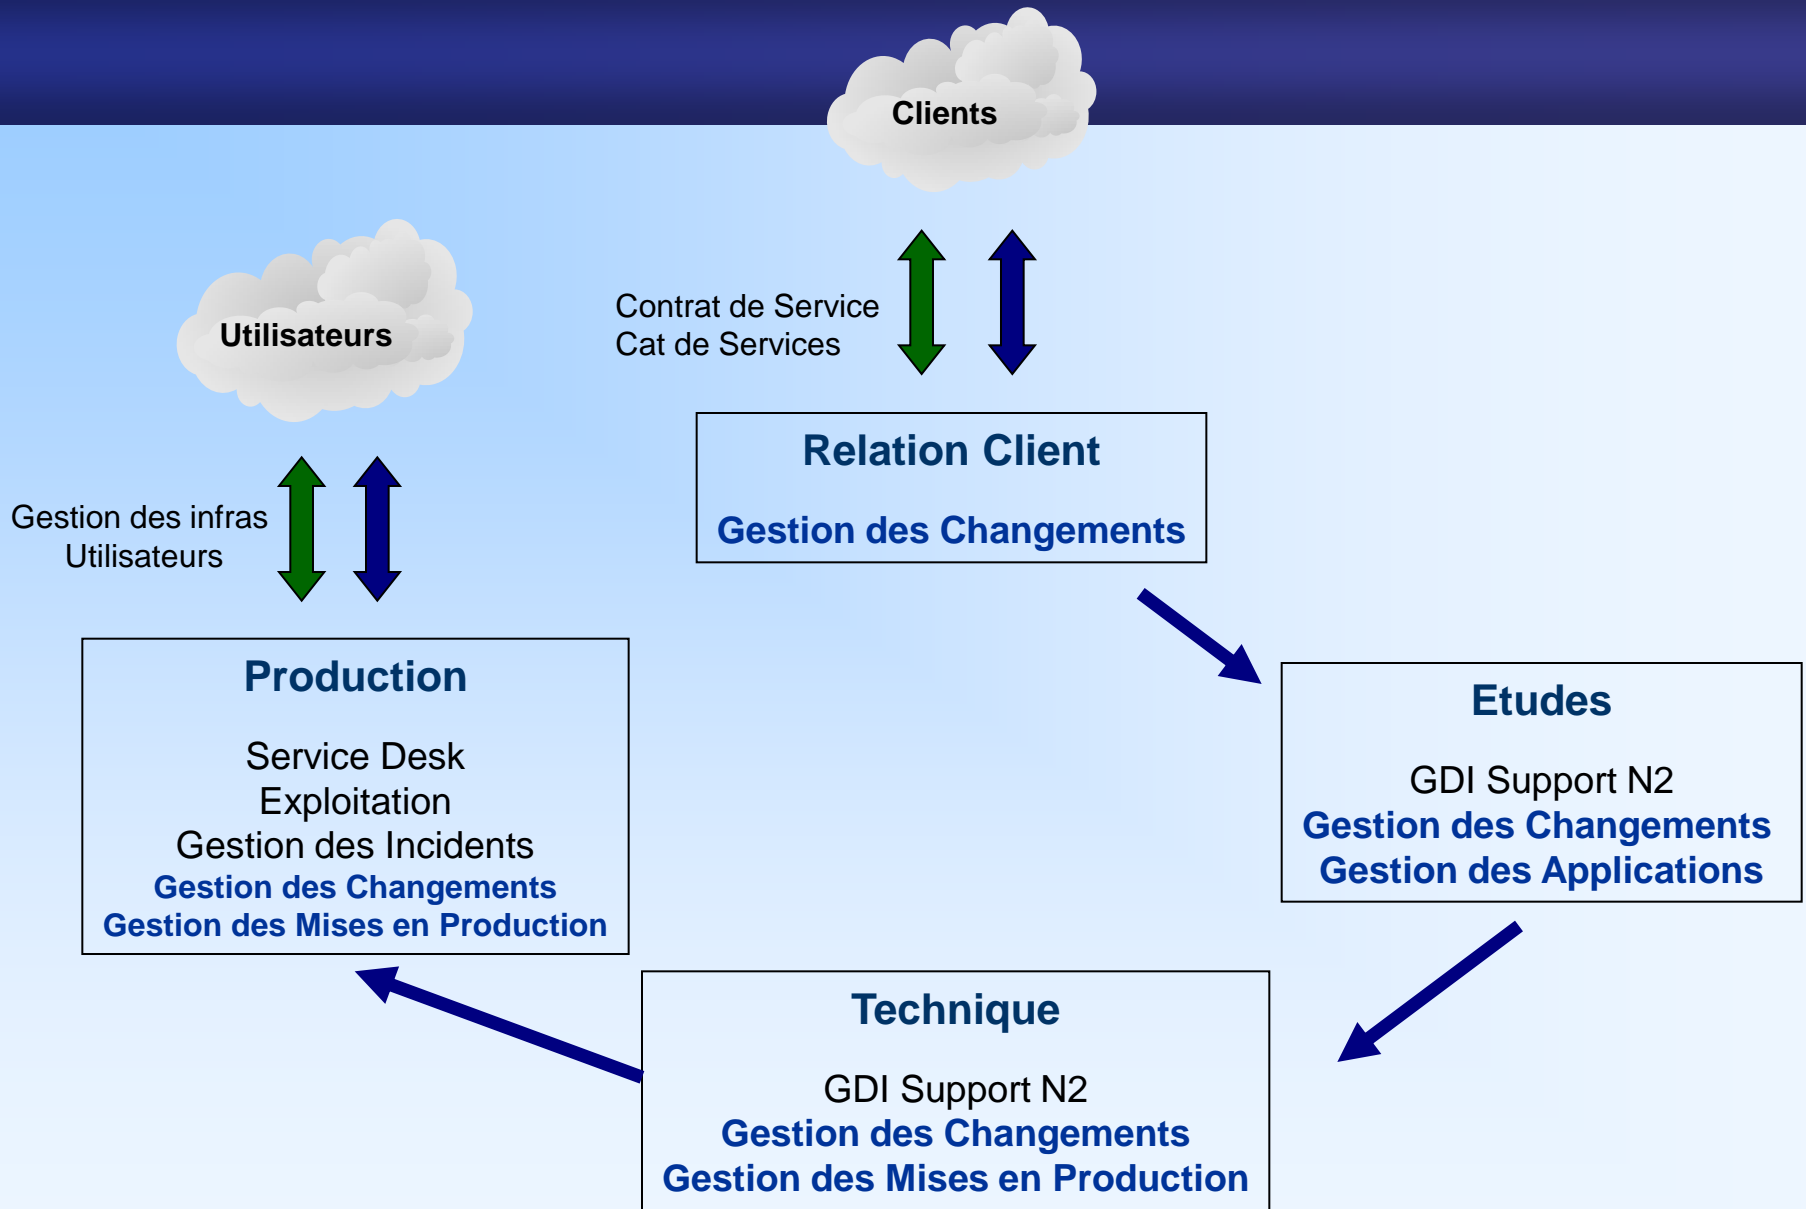 Clients
Utilisateurs
Contrat de Service
Cat de Services
Relation Client
Gestion des Changements
Gestion des infras
Utilisateurs
Production
Service Desk
Exploitation
Gestion des Incidents
Gestion des Changements
Gestion des Mises en Production
Etudes
GDI Support N2
Gestion des Changements
Gestion des Applications
Technique
GDI Support N2
Gestion des Changements
Gestion des Mises en Production